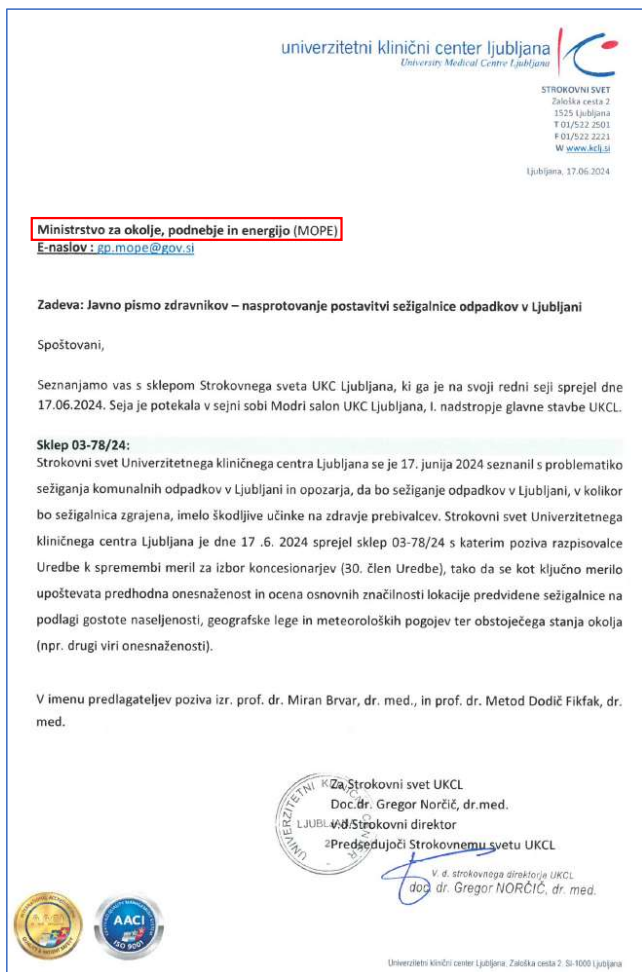 univerzitetni klinični center ljubljana
University Medical Centre Ljubljana
STROKOVNI SVET
Zaloška cesta 2
1525 Ljubljana
T 01/522 2501
F 01/522 2221
W www.kclj.si
Ljubljana, 17.06.2024
Ministrstvo za okolje, podnebje in energijo (MOPE)
E-naslov : gp.mope@gov.si
Zadeva: Javno pismo zdravnikov – nasprotovanje postavitvi sežigalnice odpadkov v Ljubljani
Spoštovani,
Seznanjamo vas s sklepom Strokovnega sveta UKC Ljubljana, ki ga je na svoji redni seji sprejel dne
17.06.2024. Seja je potekala v sejni sobi Modri salon UKC Ljubljana, I. nadstropje glavne stavbe UKCL.
Sklep 03-78/24:
Strokovni svet Univerzitetnega kliničnega centra Ljubljana se je 17. junija 2024 seznanil s problematiko
sežiganja komunalnih odpadkov v Ljubljani in opozarja, da bo sežiganje odpadkov v Ljubljani, v kolikor
bo sežigalnica zgrajena, imelo škodljive učinke na zdravje prebivalcev. Strokovni svet Univerzitetnega
kliničnega centra Ljubljana je dne 17 .6. 2024 sprejel sklep 03-78/24 s katerim poziva razpisovalce
Uredbe k spremembi meril za izbor koncesionarjev (30. člen Uredbe), tako da se kot ključno merilo
upoštevata predhodna onesnaženost in ocena osnovnih značilnosti lokacije predvidene sežigalnice na
podlagi gostote naseljenosti, geografske lege in meteoroloških pogojev ter obstoječega stanja okolja
(npr. drugi viri onesnaženosti).
V imenu predlagateljev poziva izr. prof. dr. Miran Brvar, dr. med., in prof. dr. Metod Dodič Fikfak, dr.
med.
Za Strokovni svet UKCL
Doc.dr. Gregor Norčič, dr.med.
V.d.Strokovni direktor
Predsedujoči Strokovnemu svetu UKCL
UNIVERZITETNI KLINIČNI CENTER
LJUBLJANA
2
V. d. strokovnega direktorja UKCL
doc. dr. Gregor NORČIČ, dr. med.
AACI
ISO 9001
Univerzitetni klinični center Ljubljana, Zaloška cesta 2, SI-1000 Ljubljana